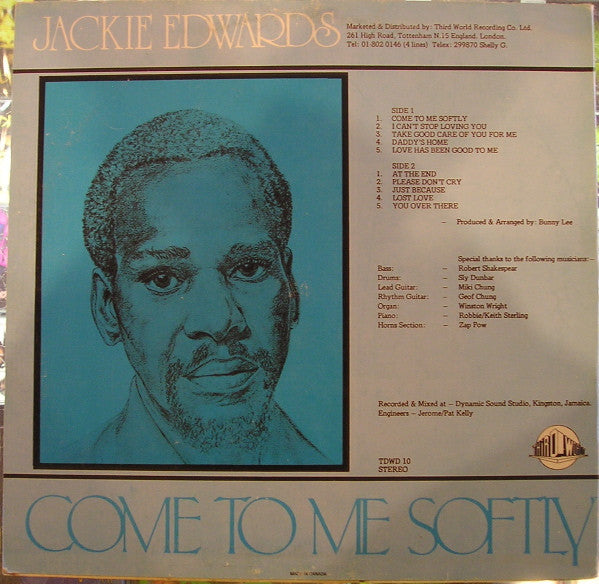 JACKIE EDWARDS
Marketed & Distributed by: Third World Recording Co. Ltd.
261 High Road, Tottenham N.15 England, London.
Tel: 01-802 0146 (4 lines) Telex: 299870 Shelly G.
SIDE 1
1. COME TO ME SOFTLY
2. I CAN'T STOP LOVING YOU
3. TAKE GOOD CARE OF YOU FOR ME
4. DADDY'S HOME
5. LOVE HAS BEEN GOOD TO ME
SIDE 2
1. AT THE END
2. PLEASE DON'T CRY
3. JUST BECAUSE
4. LOST LOVE
5. YOU OVER THERE
– Produced & Arranged by: Bunny Lee
Special thanks to the following musicians:–
Bass: – Robert Shakespear
Drums: – Sly Dunbar
Lead Guitar: – Miki Chung
Rhythm Guitar: – Geof Chung
Organ: – Winston Wright
Piano: – Robbie/Keith Sterling
Horns Section: – Zap Pow
Recorded & Mixed at – Dynamic Sound Studio, Kingston, Jamaica.
Engineers – Jerome/Pat Kelly
TDWD 10
STEREO
COME TO ME SOFTLY
MADE IN CANADA